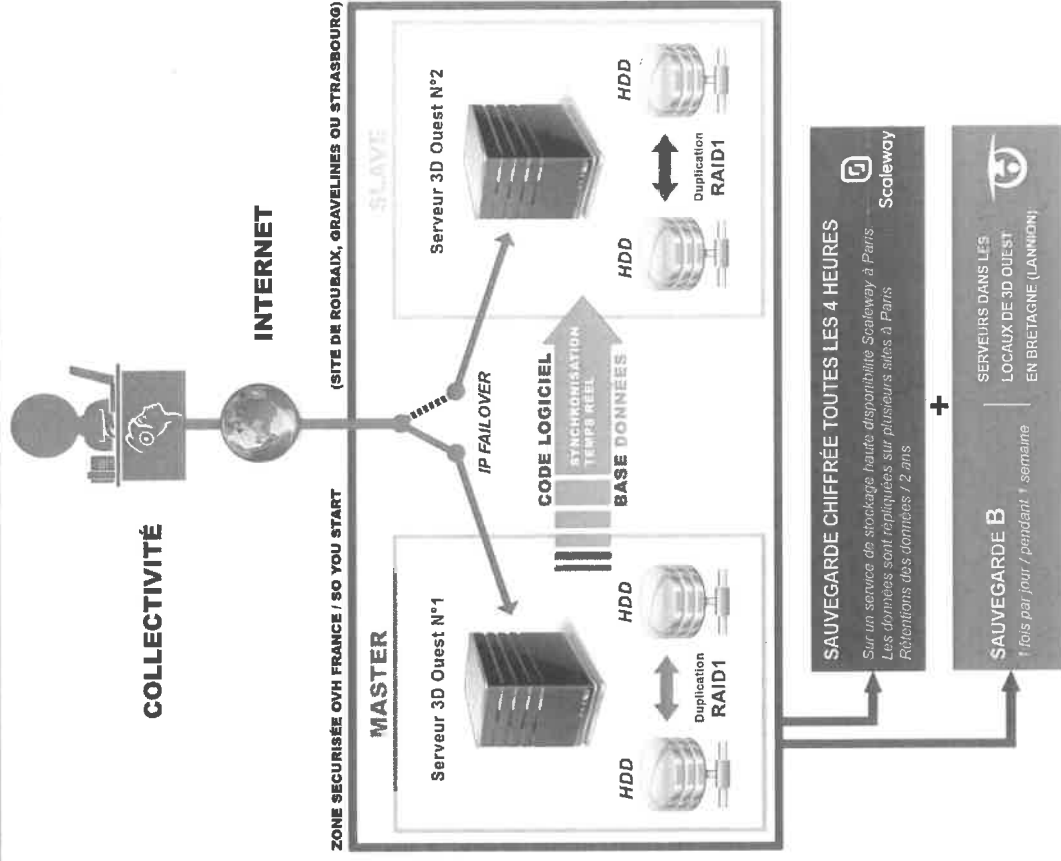 COLLECTIVITÉ
INTERNET
ZONE SECURISÉE OVH FRANCE / SO YOU START
(SITE DE ROUBAIX, GRAVELINES OU STRASBOURG)
MASTER
Serveur 3D Ouest N°1
HDD
HDD
Duplication
RAID1
IP FAILOVER
CODE LOGICIEL
SYNCHRONISATION
TEMPS RÉEL
BASE DONNÉES
SLAVE
Serveur 3D Ouest N°2
HDD
HDD
Duplication
RAID1
SAUVEGARDE CHIFFRÉE TOUTES LES 4 HEURES
Sur un service de stockage haute disponibilité Scaleway à Paris
Les données sont répliquées sur plusieurs sites à Paris
Rétentions des données / 2 ans
Scaleway
+
SAUVEGARDE B
1 fois par jour / pendant 1 semaine
SERVEURS DANS LES
LOCAUX DE 3D OUEST
EN BRETAGNE (LANNION)